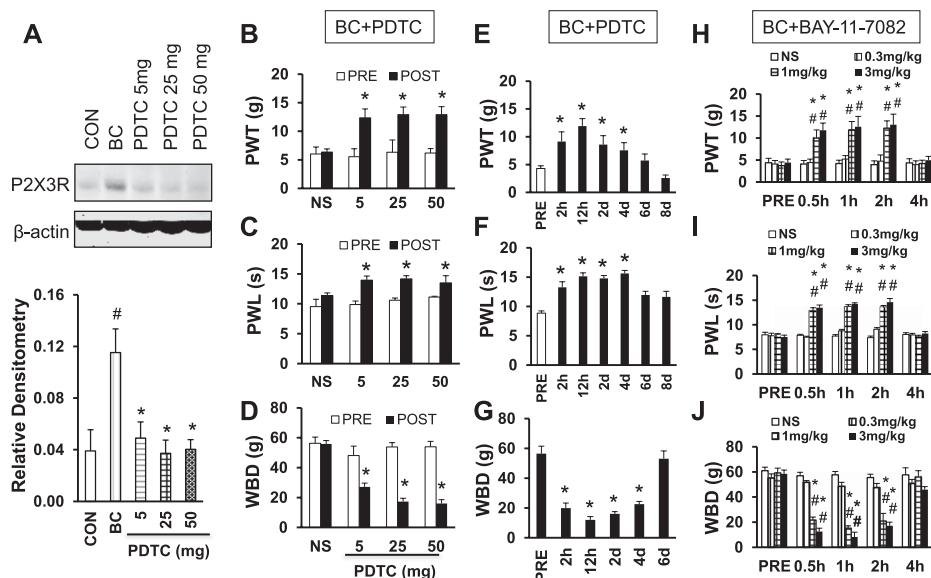 A
CON
BC
PDTC 5mg
PDTC 25 mg
PDTC 50 mg
P2X3R
β-actin
Relative Densitometry
0.16
0.12
0.08
0.04
0.00
#
*
*
*
CON
BC
5
25
50
PDTC (mg)
BC+PDTC
B
PRE POST
PWT (g)
20
15
10
5
0
* * *
NS 5 25 50
C
PRE POST
PWL (s)
20
15
10
5
0
* * *
NS 5 25 50
D
PRE POST
WBD (g)
80
60
40
20
0
* * *
NS 5 25 50
PDTC (mg)
BC+PDTC
E
PWT (g)
20
15
10
5
0
* * * *
PRE 2h 12h 2d 4d 6d 8d
F
PWL (s)
20
15
10
5
0
* * * *
PRE 2h 12h 2d 4d 6d 8d
G
WBD (g)
80
60
40
20
0
* * * *
PRE 2h 12h 2d 4d 6d
BC+BAY-11-7082
H
NS 0.3mg/kg
1mg/kg 3mg/kg
PWT (g)
20
15
10
5
0
* * * * * *
# # # # # #
PRE 0.5h 1h 2h 4h
I
NS 0.3mg/kg
1mg/kg 3mg/kg
PWL (s)
20
15
10
5
0
* * * * * *
# # # # # #
PRE 0.5h 1h 2h 4h
J
NS 0.3mg/kg
1mg/kg 3mg/kg
WBD (g)
80
60
40
20
0
* * * * * *
# # # # # #
PRE 0.5h 1h 2h 4h